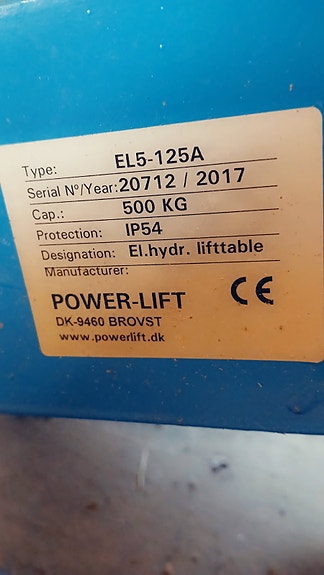 Type: EL5-125A
Serial Nº/Year: 20712 / 2017
Cap.: 500 KG
Protection: IP54
Designation: El.hydr. lifttable
Manufacturer:
POWER-LIFT CE
DK-9460 BROVST
www.powerlift.dk